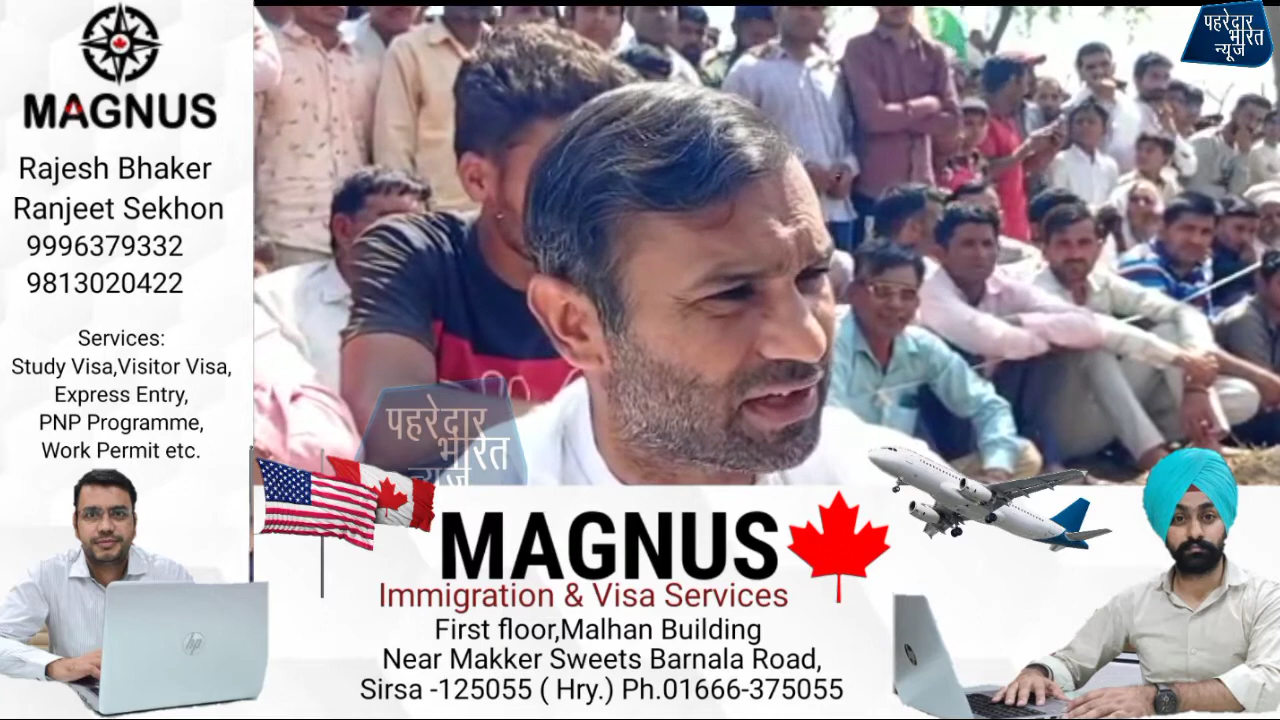 MAGNUS
Rajesh Bhaker
Ranjeet Sekhon
9996379332
9813020422
Services:
Study Visa,Visitor Visa,
Express Entry,
PNP Programme,
Work Permit etc.
पहरेदार
भारत
न्यूज
पहरेदार
भारत
न्यूज
hp
MAGNUS
Immigration & Visa Services
First floor,Malhan Building
Near Makker Sweets Barnala Road,
Sirsa -125055 ( Hry.) Ph.01666-375055